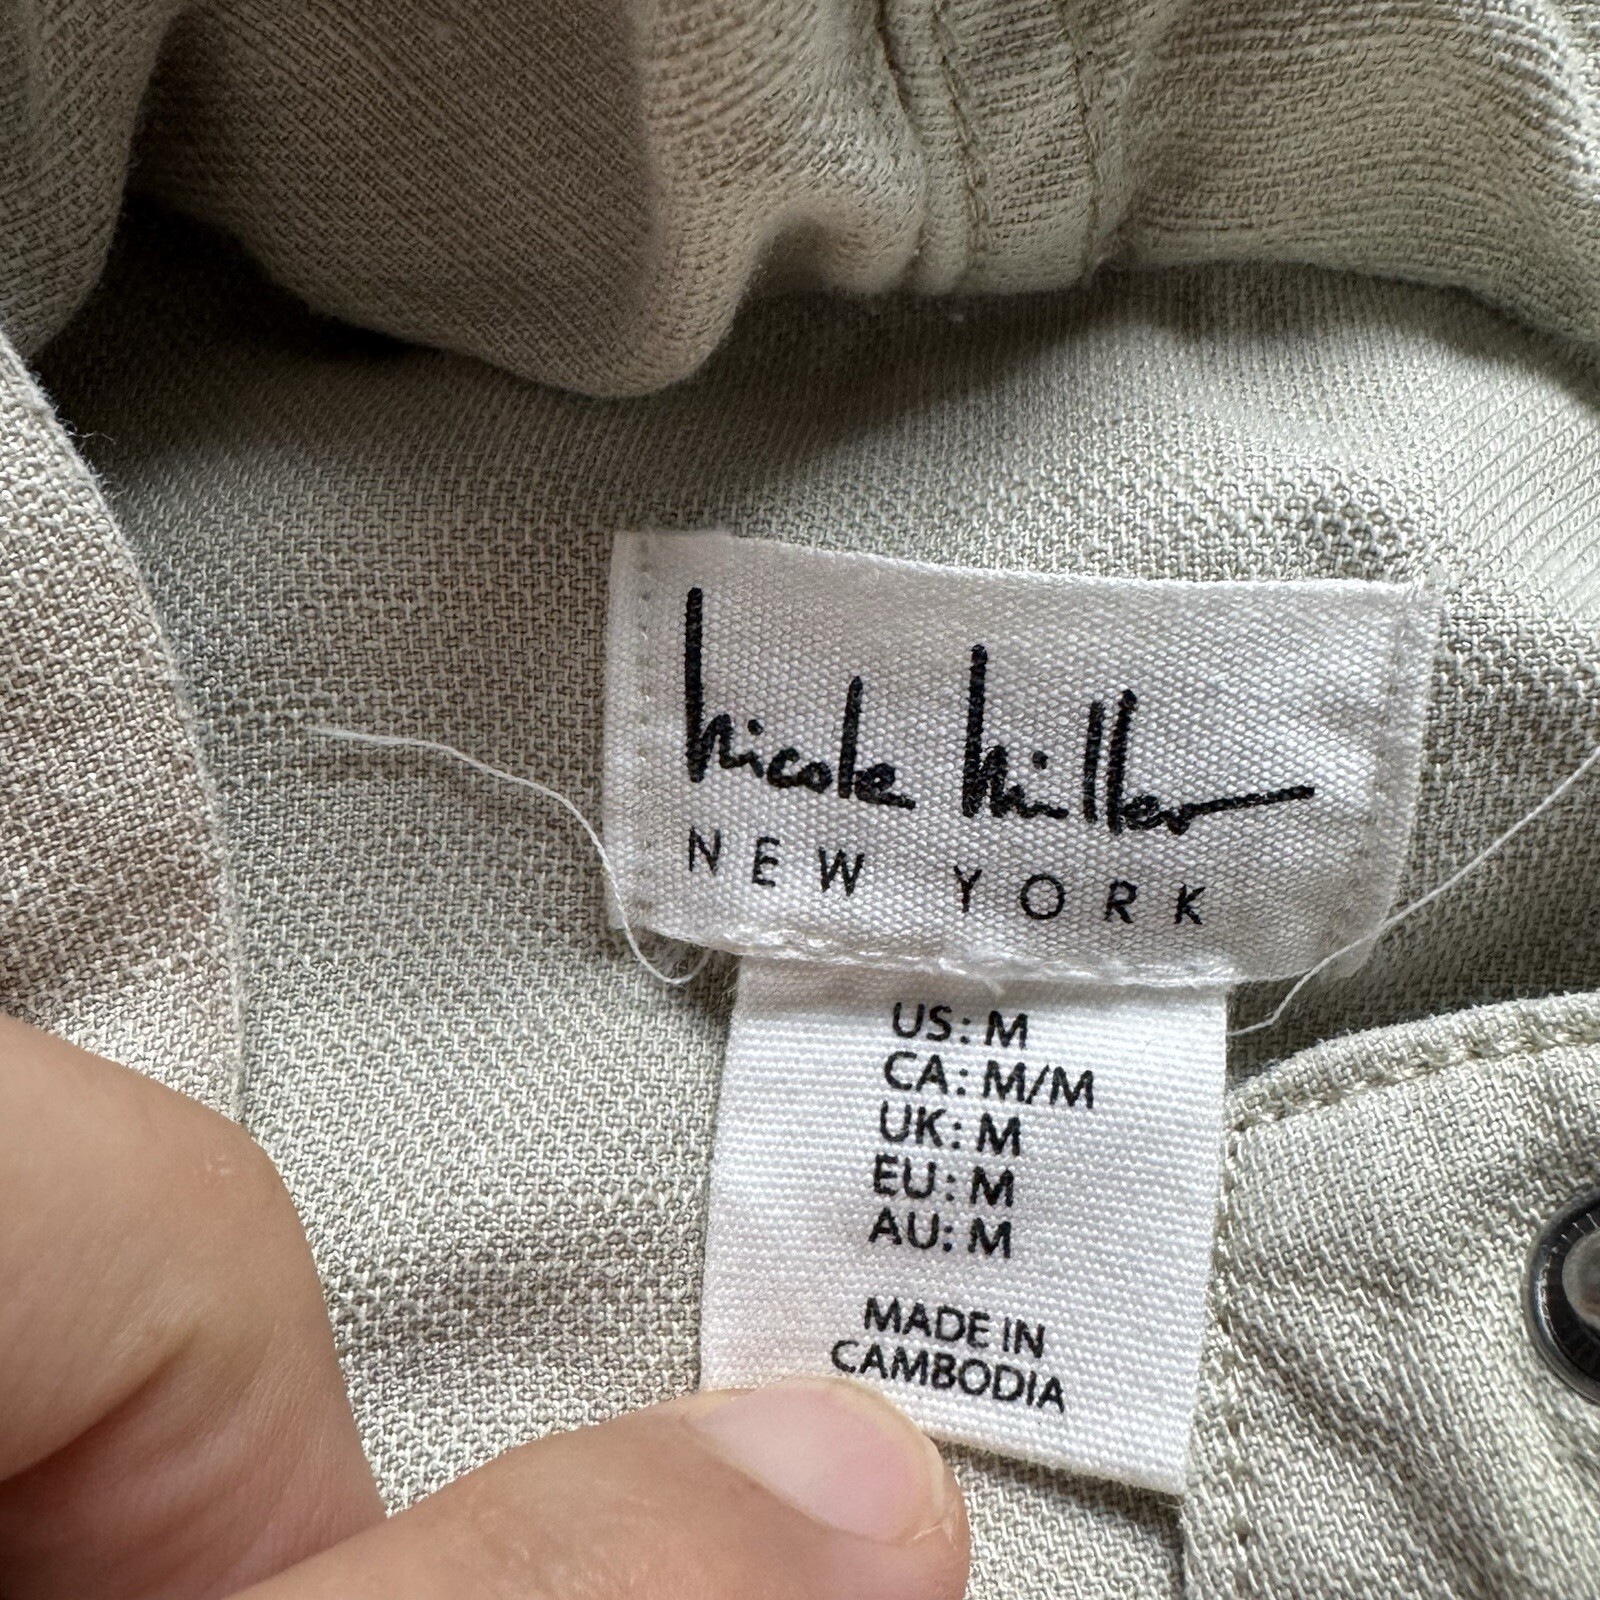 nicole miller
NEW YORK
US: M
CA: M/M
UK: M
EU: M
AU: M
MADE IN
CAMBODIA